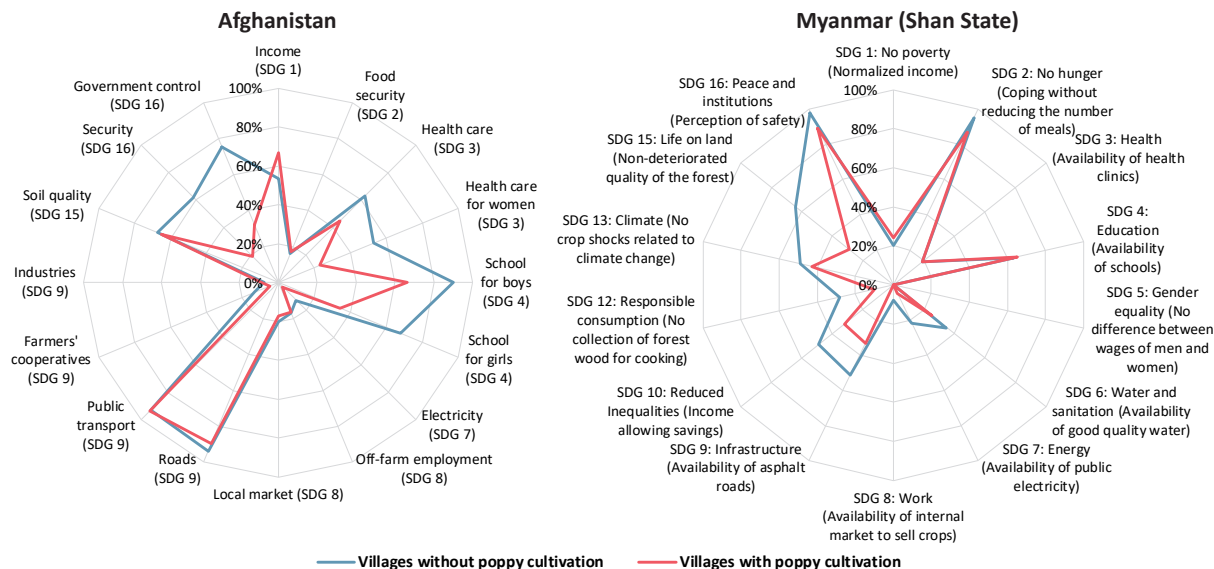 Afghanistan
Income
(SDG 1)
Food
security
(SDG 2)
Health care
(SDG 3)
Health care
for women
(SDG 3)
School
for boys
(SDG 4)
School
for girls
(SDG 4)
Electricity
(SDG 7)
Off-farm employment
(SDG 8)
Local market (SDG 8)
Roads
(SDG 9)
Public
transport
(SDG 9)
Farmers'
cooperatives
(SDG 9)
Industries
(SDG 9)
Soil quality
(SDG 15)
Security
(SDG 16)
Government control
(SDG 16)
100%
80%
60%
40%
20%
0%
Myanmar (Shan State)
SDG 1: No poverty
(Normalized income)
SDG 2: No hunger
(Coping without
reducing the number
of meals)
SDG 3: Health
(Availability of health
clinics)
SDG 4:
Education
(Availability
of schools)
SDG 5: Gender
equality (No
difference between
wages of men and
women)
SDG 6: Water and
sanitation (Availability
of good quality water)
SDG 7: Energy
(Availability of public
electricity)
SDG 8: Work
(Availability of internal
market to sell crops)
SDG 9: Infrastructure
(Availability of asphalt
roads)
SDG 10: Reduced
Inequalities (Income
allowing savings)
SDG 12: Responsible
consumption (No
collection of forest
wood for cooking)
SDG 13: Climate (No
crop shocks related to
climate change)
SDG 15: Life on land
(Non-deteriorated
quality of the forest)
SDG 16: Peace and
institutions
(Perception of safety)
100%
80%
60%
40%
20%
0%
Villages without poppy cultivation
Villages with poppy cultivation